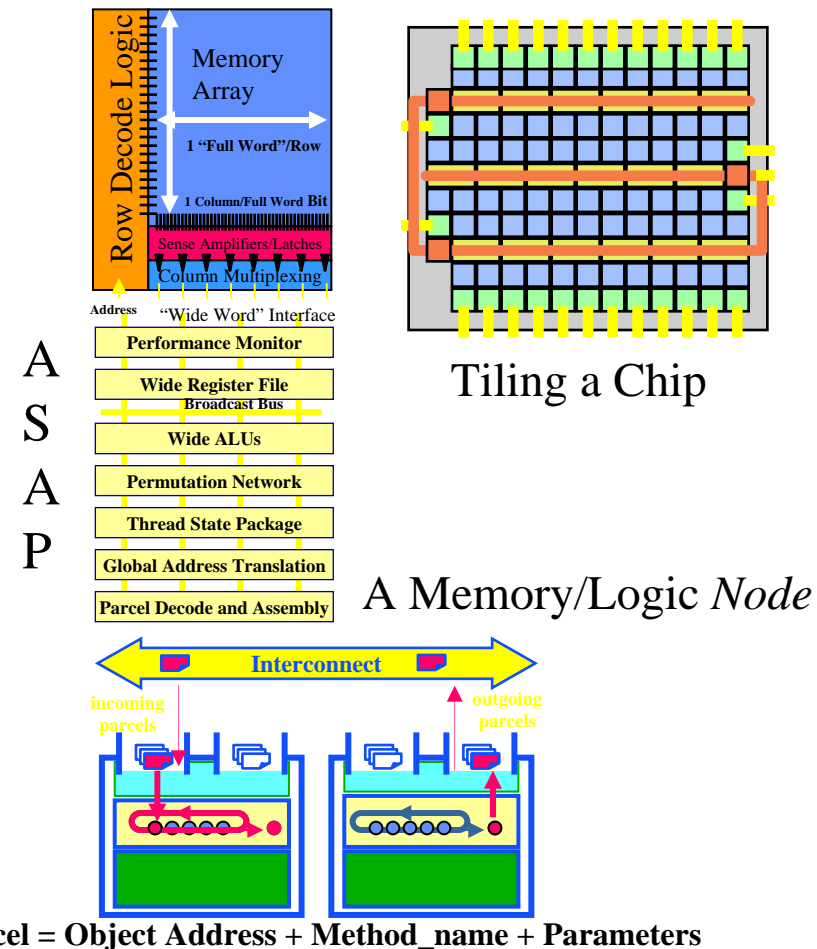 Row Decode Logic
Memory
Array
1 “Full Word”/Row
1 Column/Full Word Bit
Sense Amplifiers/Latches
Column Multiplexing
Address
“Wide Word” Interface
Performance Monitor
Wide Register File
Broadcast Bus
Wide ALUs
Permutation Network
Thread State Package
Global Address Translation
Parcel Decode and Assembly
A
S
A
P
Tiling a Chip
A Memory/Logic Node
Interconnect
incoming
parcels
outgoing
parcels
cel = Object Address + Method_name + Parameters